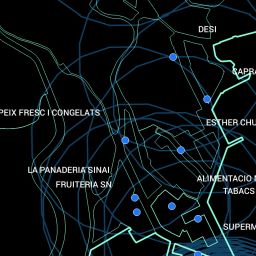 DESI
CAPRA
PEIX FRESC I CONGELATS
ESTHER CHU
LA PANADERIA SINAI
FRUITERIA SN
ALIMENTACIO
TABACS
SUPERM